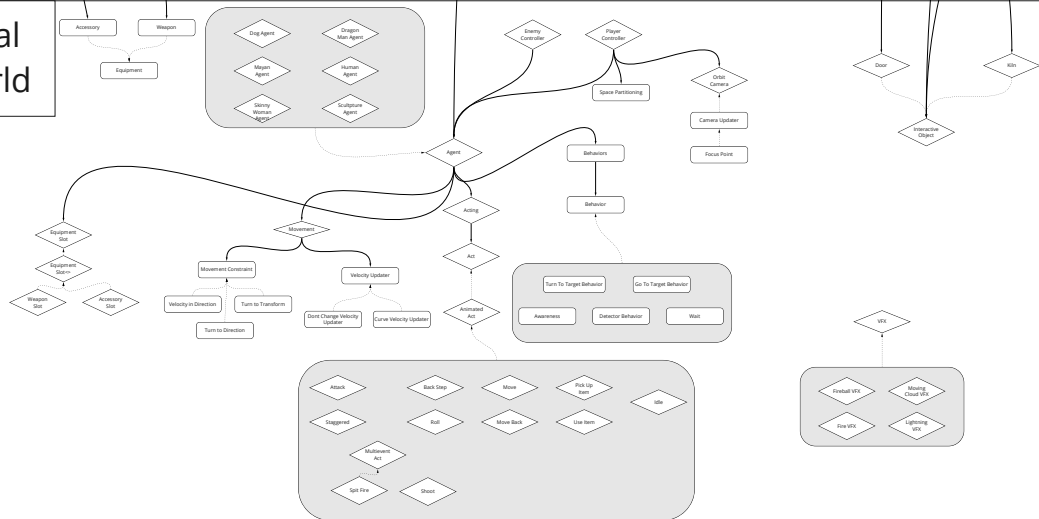 al
rld
Accessory
Weapon
Equipment
Dog Agent
Dragon
Man Agent
Mayan
Agent
Human
Agent
Skinny
Woman
Agent
Sculpture
Agent
Enemy
Controller
Player
Controller
Space Partitioning
Orbit
Camera
Camera Updater
Focus Point
Door
Kiln
Interactive
Object
Agent
Behaviors
Behavior
Equipment
Slot
Equipment
Slot<>
Weapon
Slot
Accessory
Slot
Movement
Movement Constraint
Velocity Updater
Velocity in Direction
Turn to Transform
Turn to Direction
Dont Change Velocity
Updater
Curve Velocity Updater
Acting
Act
Animated
Act
Turn To Target Behavior
Go To Target Behavior
Awareness
Detector Behavior
Wait
VFX
Fireball VFX
Moving
Cloud VFX
Fire VFX
Lightning
VFX
Attack
Back Step
Move
Pick Up
Item
Idle
Staggered
Roll
Move Back
Use Item
Multievent
Act
Spit Fire
Shoot